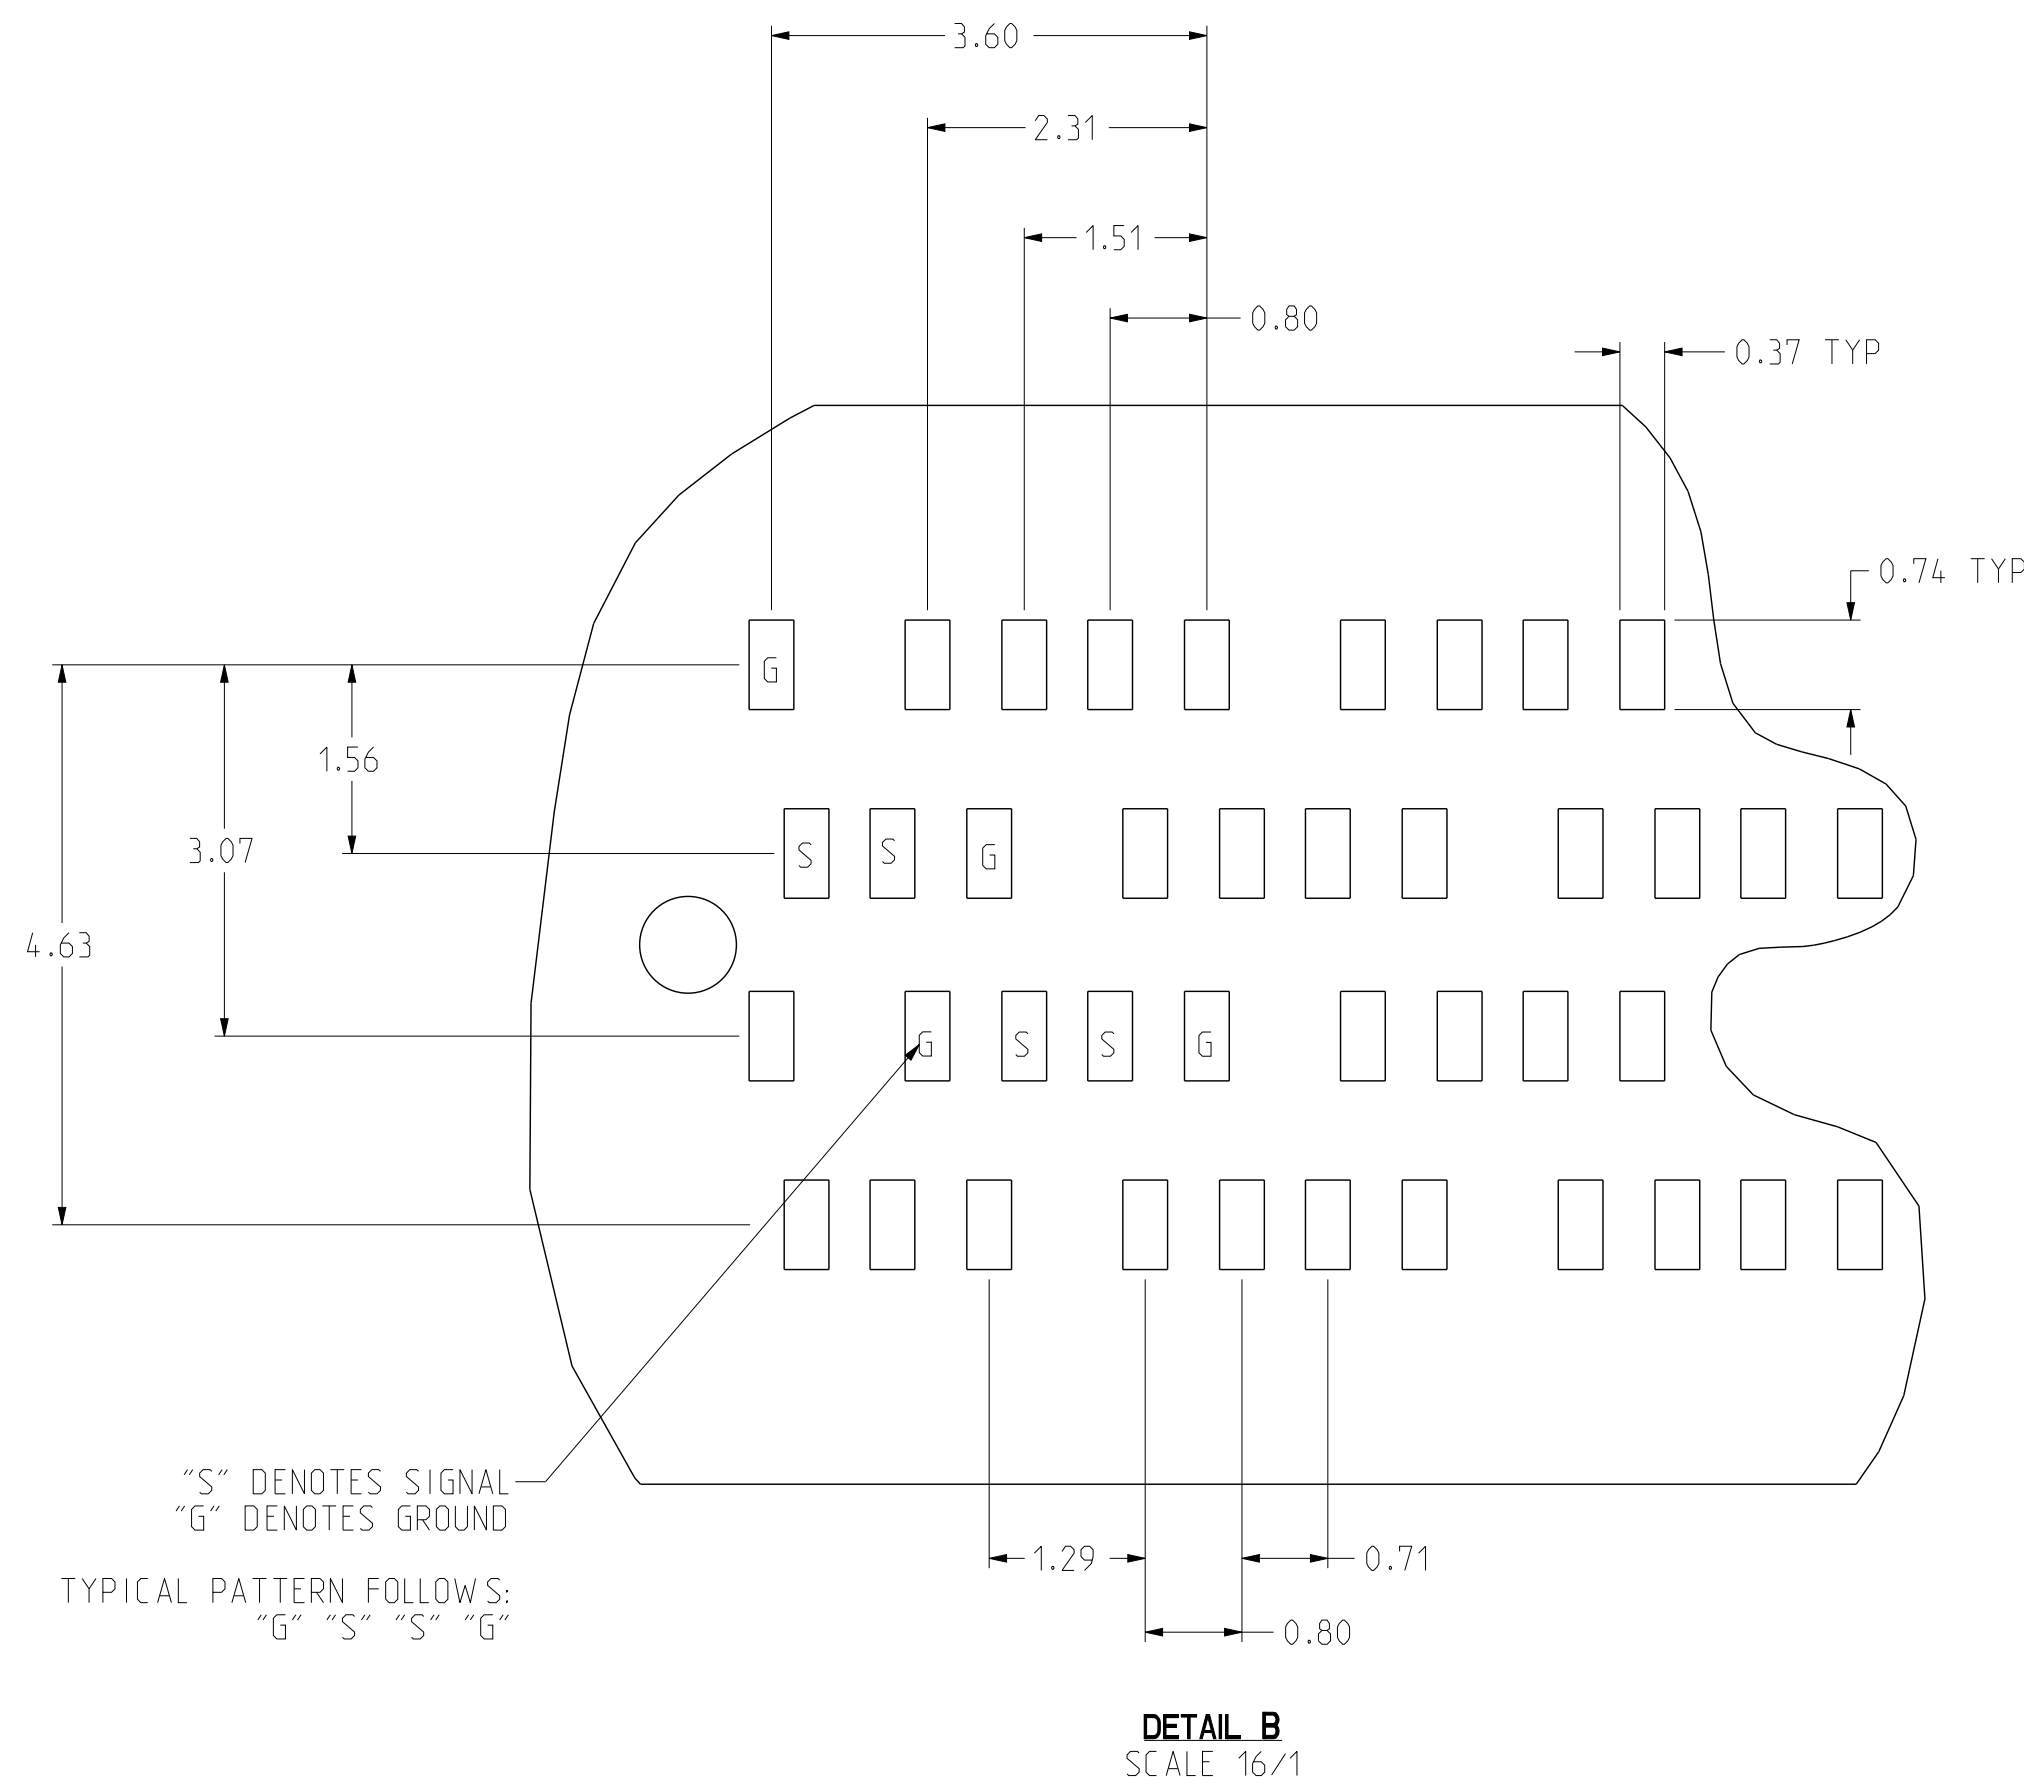 3.60
2.31
1.51
0.80
0.37 TYP
0.74 TYP
G
1.56
3.07
S S G
4.63
G S S G
"S" DENOTES SIGNAL
"G" DENOTES GROUND
TYPICAL PATTERN FOLLOWS:
"G" "S" "S" "G"
1.29
0.71
0.80
DETAIL B
SCALE 16/1